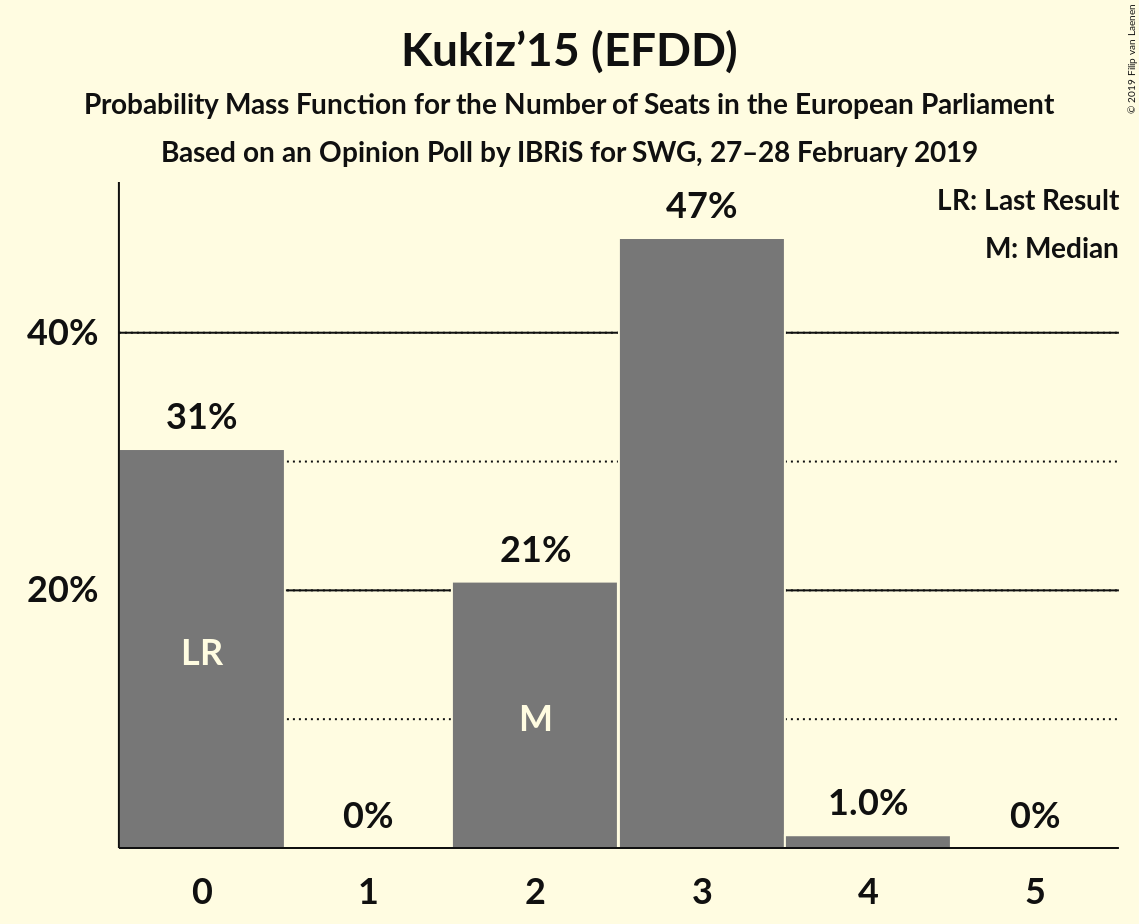 Kukiz’15 (EFDD)
Probability Mass Function for the Number of Seats in the European Parliament
Based on an Opinion Poll by IBRiS for SWG, 27–28 February 2019
© 2019 Filip van Laenen
LR: Last Result
M: Median
47%
40%
31%
21%
20%
LR
M
0%
1.0%
0%
0
1
2
3
4
5